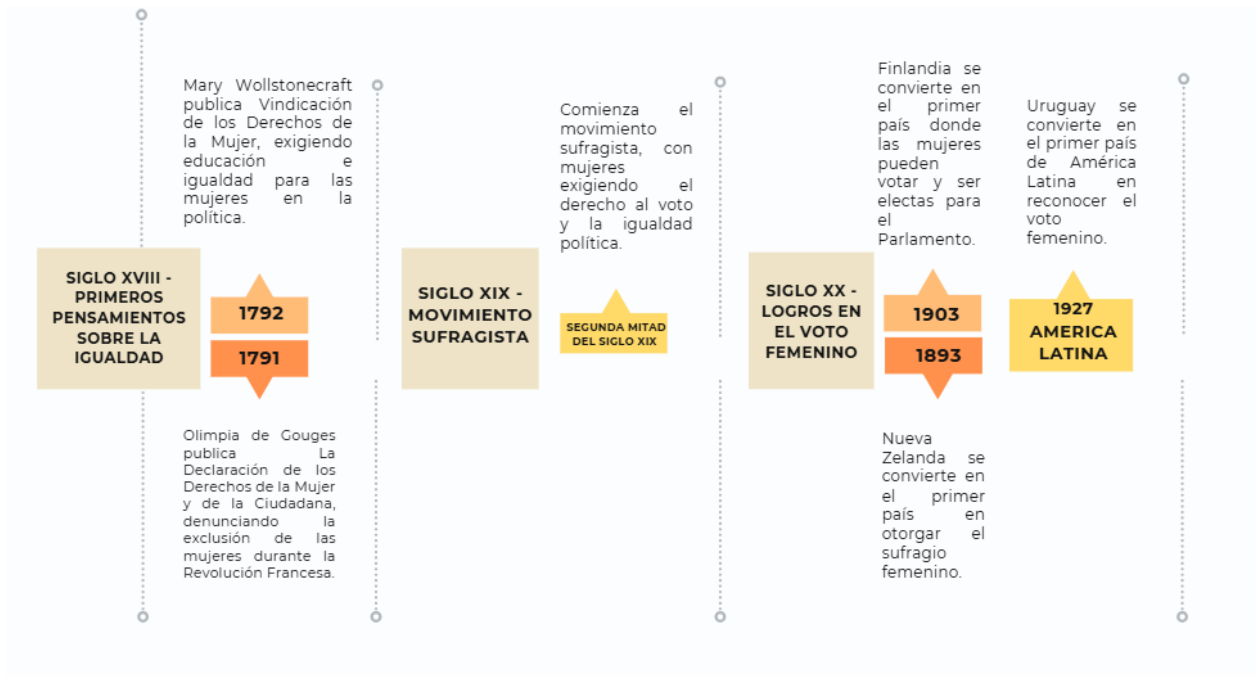 Mary Wollstonecraft
publica Vindicación
de los Derechos de
la Mujer, exigiendo
educación e
igualdad para las
mujeres en la
política.
SIGLO XVIII -
PRIMEROS
PENSAMIENTOS
SOBRE LA
IGUALDAD
1792
1791
Olimpia de Gouges
publica La
Declaración de los
Derechos de la Mujer
y de la Ciudadana,
denunciando la
exclusión de las
mujeres durante la
Revolución Francesa.
SIGLO XIX -
MOVIMIENTO
SUFRAGISTA
Comienza el
movimiento
sufragista, con
mujeres
exigiendo el
derecho al voto
y la igualdad
política.
SEGUNDA MITAD
DEL SIGLO XIX
SIGLO XX -
LOGROS EN
EL VOTO
FEMENINO
Finlandia se
convierte en
el primer
país donde
las mujeres
pueden
votar y ser
electas para
el
Parlamento.
1903
1893
Nueva
Zelanda se
convierte en
el primer
país en
otorgar el
sufragio
femenino.
Uruguay se
convierte en
el primer país
de América
Latina en
reconocer el
voto
femenino.
1927
AMERICA
LATINA